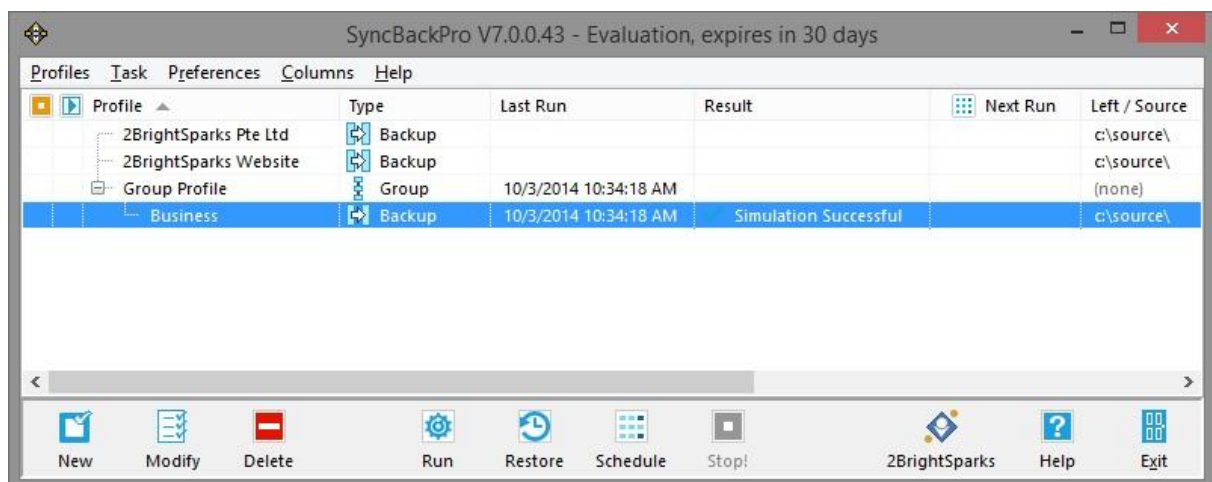 SyncBackPro V7.0.0.43 - Evaluation, expires in 30 days
Profiles Task Preferences Columns Help
Profile Type Last Run Result Next Run Left / Source
2BrightSparks Pte Ltd Backup c:\source\
2BrightSparks Website Backup c:\source\
Group Profile Group 10/3/2014 10:34:18 AM (none)
Business Backup 10/3/2014 10:34:18 AM Simulation Successful c:\source\
New Modify Delete Run Restore Schedule Stop! 2BrightSparks Help Exit